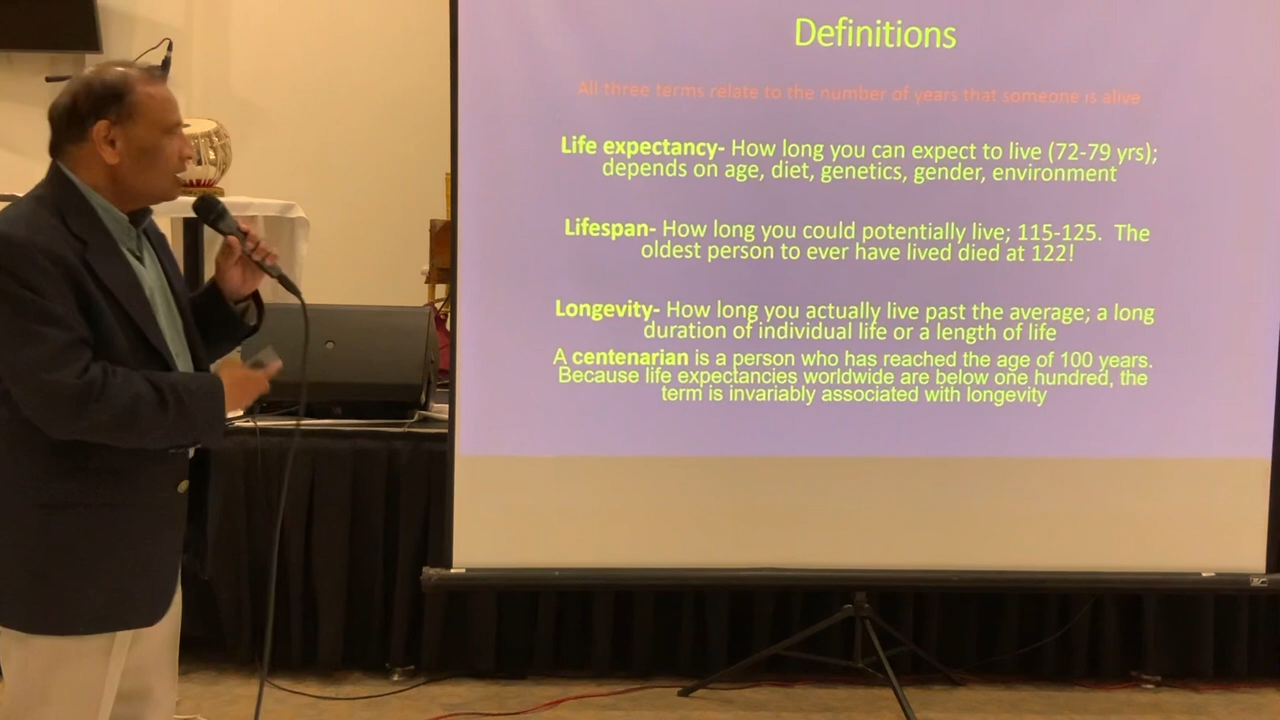 Definitions
All three terms relate to the number of years that someone is alive
Life expectancy- How long you can expect to live (72-79 yrs);
depends on age, diet, genetics, gender, environment
Lifespan- How long you could potentially live; 115-125. The
oldest person to ever have lived died at 122!
Longevity- How long you actually live past the average; a long
duration of individual life or a length of life
A centenarian is a person who has reached the age of 100 years.
Because life expectancies worldwide are below one hundred, the
term is invariably associated with longevity